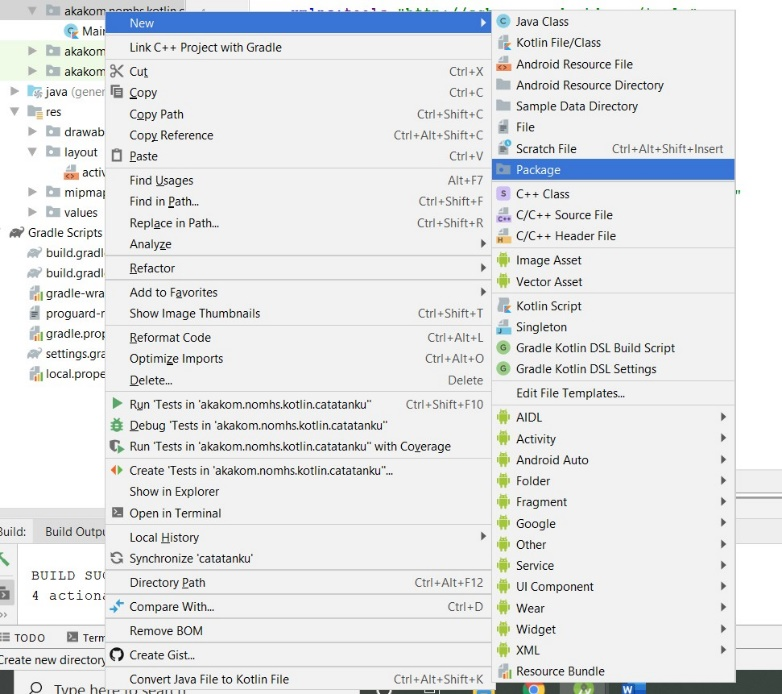 akakom.nomhs.kotlin.c
Main
akakom
akakom
java (gener
res
drawab
layout
activ
mipmap
values
Gradle Scripts
build.gradl
build.gradl
gradle-wra
proguard-r
gradle.prop
settings.gra
local.prope
New
Link C++ Project with Gradle
Cut Ctrl+X
Copy Ctrl+C
Copy Path Ctrl+Shift+C
Copy Reference Ctrl+Alt+Shift+C
Paste Ctrl+V
Find Usages Alt+F7
Find in Path... Ctrl+Shift+F
Replace in Path... Ctrl+Shift+R
Analyze
Refactor
Add to Favorites
Show Image Thumbnails Ctrl+Shift+T
Reformat Code Ctrl+Alt+L
Optimize Imports Ctrl+Alt+O
Delete... Delete
Run 'Tests in 'akakom.nomhs.kotlin.catatanku'' Ctrl+Shift+F10
Debug 'Tests in 'akakom.nomhs.kotlin.catatanku''
Run 'Tests in 'akakom.nomhs.kotlin.catatanku'' with Coverage
Create 'Tests in 'akakom.nomhs.kotlin.catatanku''...
Show in Explorer
Open in Terminal
Local History
Synchronize 'catatanku'
Directory Path Ctrl+Alt+F12
Compare With... Ctrl+D
Remove BOM
Create Gist...
Convert Java File to Kotlin File Ctrl+Alt+Shift+K
Java Class
Kotlin File/Class
Android Resource File
Android Resource Directory
Sample Data Directory
File
Scratch File Ctrl+Alt+Shift+Insert
Package
C++ Class
C/C++ Source File
C/C++ Header File
Image Asset
Vector Asset
Kotlin Script
Singleton
Gradle Kotlin DSL Build Script
Gradle Kotlin DSL Settings
Edit File Templates...
AIDL
Activity
Android Auto
Folder
Fragment
Google
Other
Service
UI Component
Wear
Widget
XML
Resource Bundle
Build: Build Outpu
BUILD SUC
4 actiona
TODO Term
Create new directory